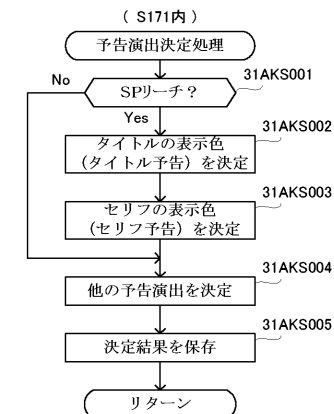 ( S171内 )
予告演出決定処理
31AKS001
SPリーチ？
No
Yes
31AKS002
タイトルの表示色
（タイトル予告）を決定
31AKS003
セリフの表示色
（セリフ予告）を決定
31AKS004
他の予告演出を決定
31AKS005
決定結果を保存
リターン